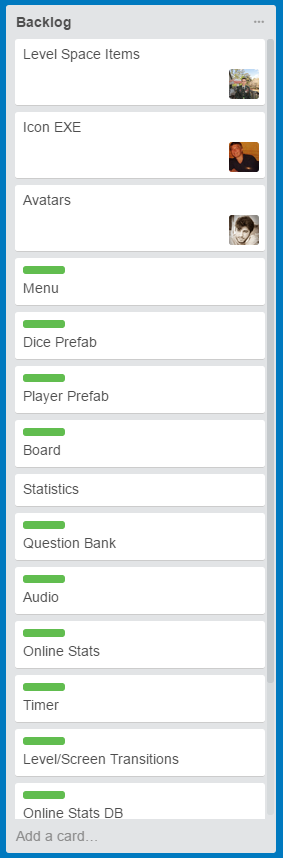 Backlog
Level Space Items
Icon EXE
Avatars
Menu
Dice Prefab
Player Prefab
Board
Statistics
Question Bank
Audio
Online Stats
Timer
Level/Screen Transitions
Online Stats DB
Add a card…